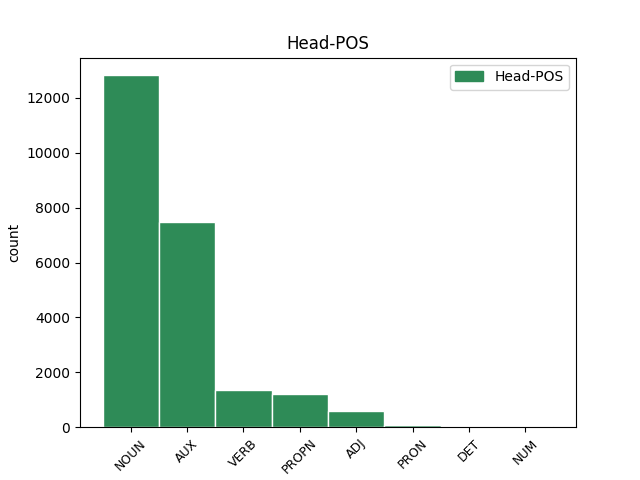 Head-POS
Head-POS
12000
10000
8000
6000
4000
2000
0
count
NOUN AUX VERB PROPN ADJ PRON DET NUM